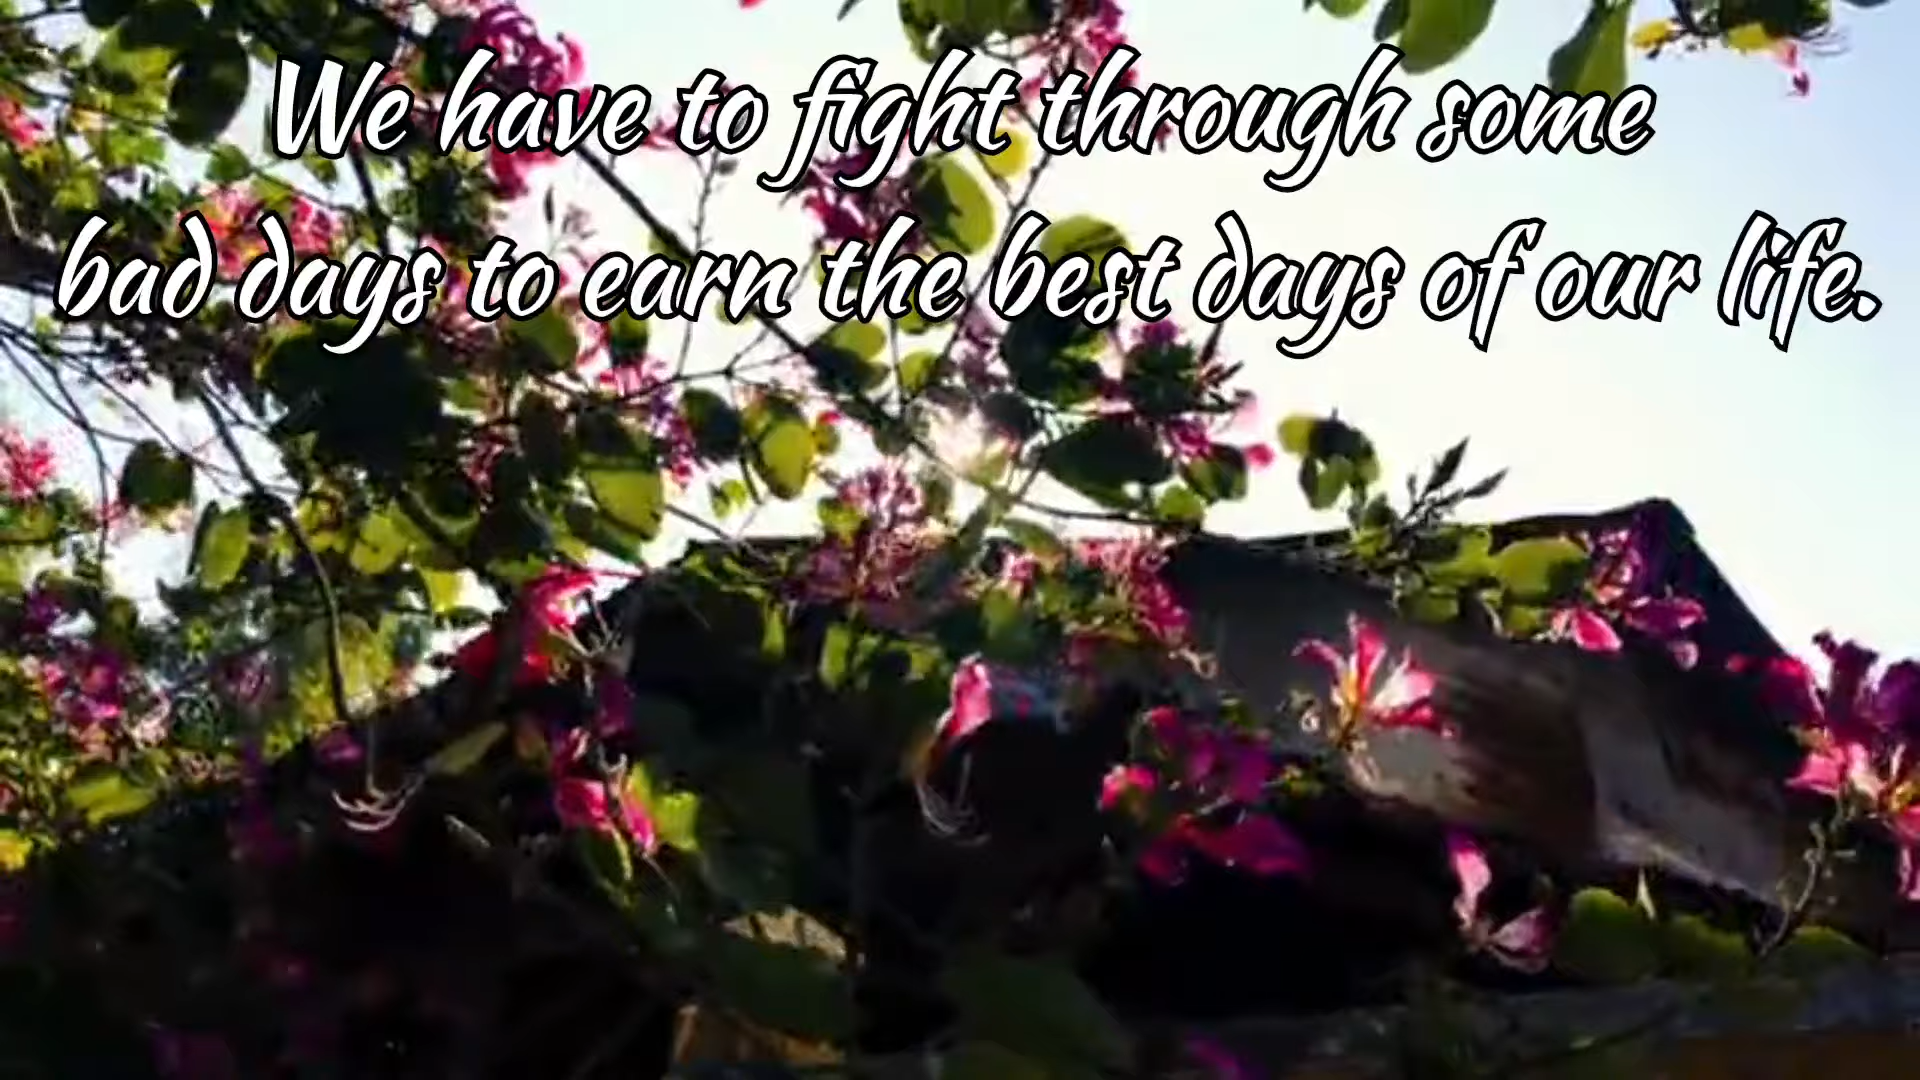 We have to fight through some
bad days to earn the best days of our life.